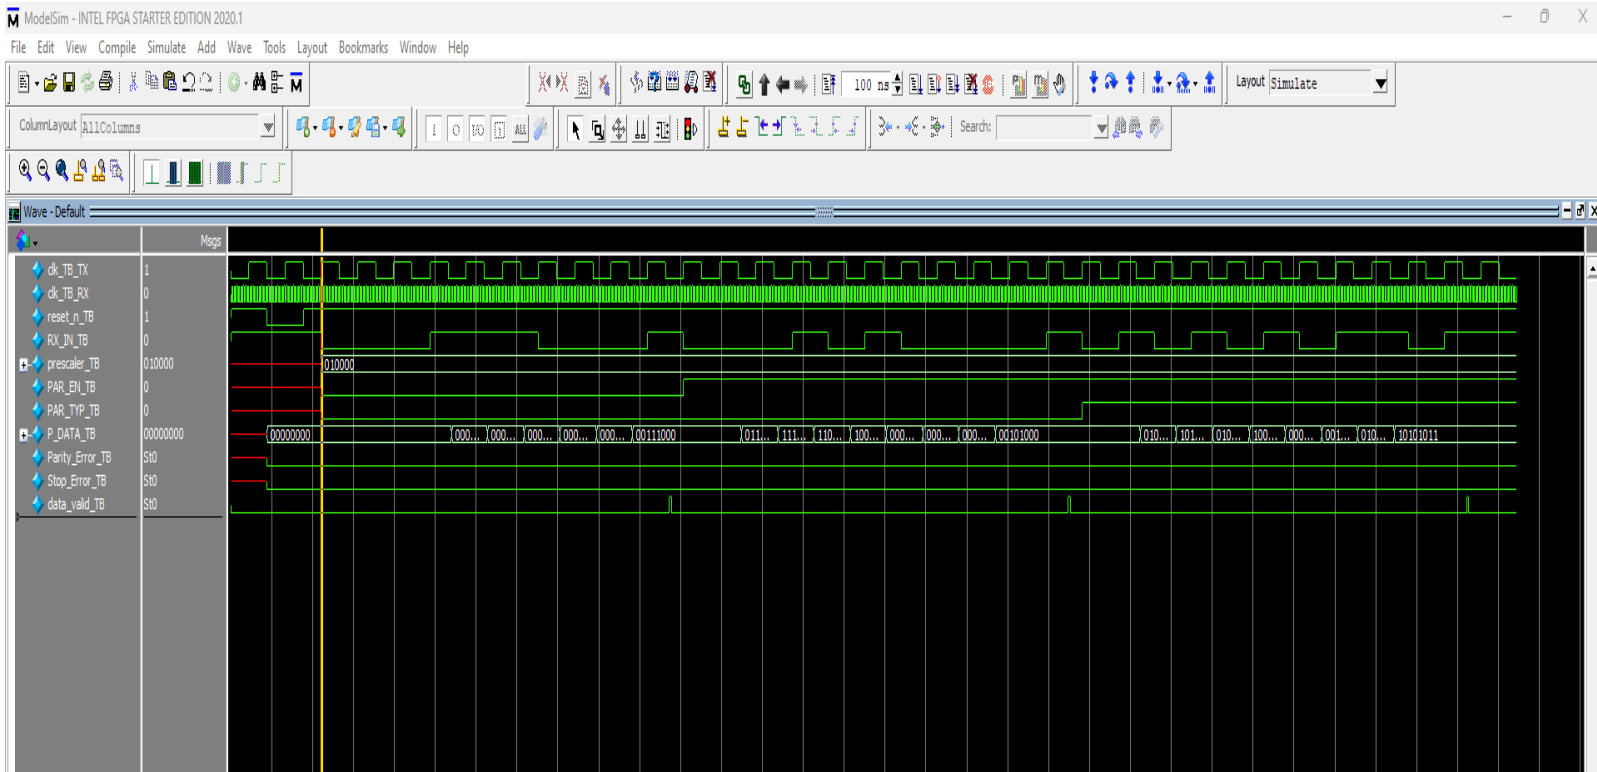 ModelSim - INTEL FPGA STARTER EDITION 2020.1
File Edit View Compile Simulate Add Wave Tools Layout Bookmarks Window Help
100 ns
Layout Simulate
ColumnLayout AllColumns
Search:
Wave - Default
Msgs
clk_TB_TX 1
clk_TB_RX 0
reset_n_TB 1
RX_IN_TB 0
prescaler_TB 010000 010000
PAR_EN_TB 0
PAR_TYP_TB 0
P_DATA_TB 00000000 00000000 000... 000... 000... 000... 000... 00111000 011... 111... 110... 100... 000... 000... 000... 00101000 010... 101... 010... 100... 000... 001... 010... 10101011
Parity_Error_TB St0
Stop_Error_TB St0
data_valid_TB St0